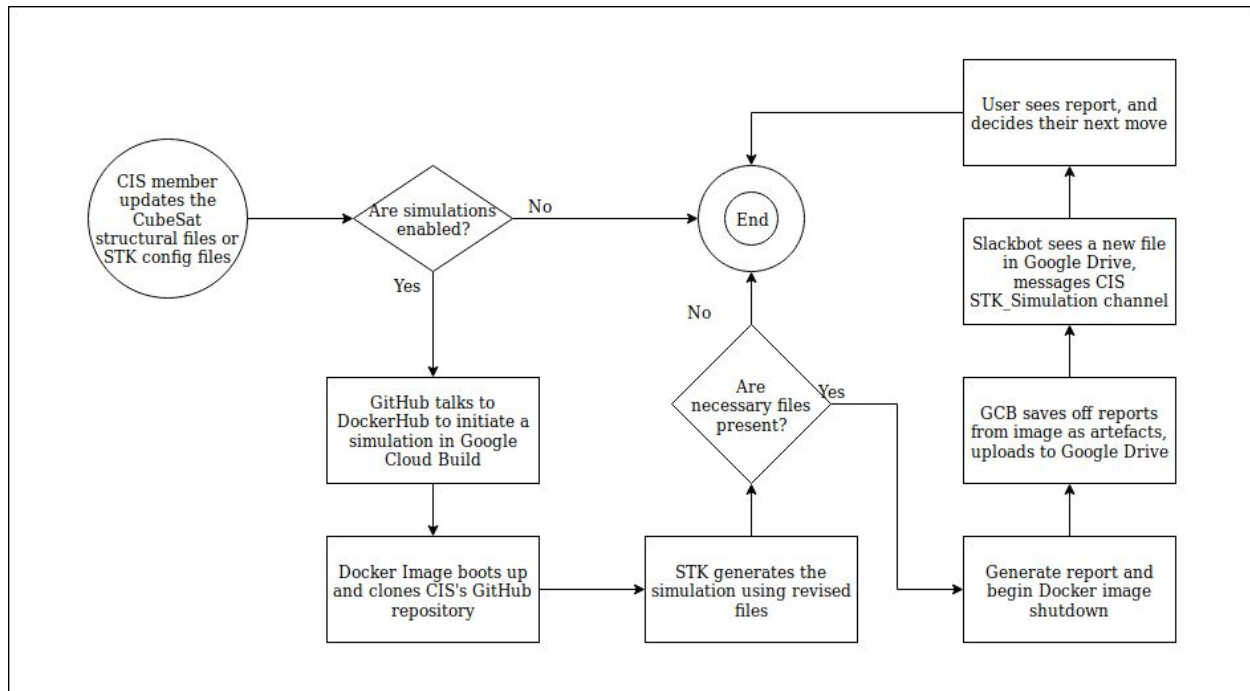 CIS member
updates the
CubeSat
structural files or
STK config files
Are simulations
enabled?
No
End
Yes
GitHub talks to
DockerHub to initiate a
simulation in Google
Cloud Build
Docker Image boots up
and clones CIS's GitHub
repository
STK generates the
simulation using revised
files
Are
necessary files
present?
No
Yes
Generate report and
begin Docker image
shutdown
GCB saves off reports
from image as artefacts,
uploads to Google Drive
Slackbot sees a new file
in Google Drive,
messages CIS
STK_Simulation channel
User sees report, and
decides their next move